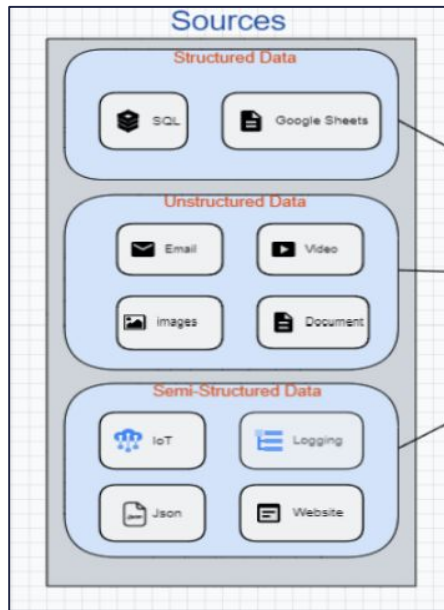 Sources
Structured Data
SQL
Google Sheets
Unstructured Data
Email
Video
images
Document
Semi-Structured Data
IoT
Logging
Json
Website